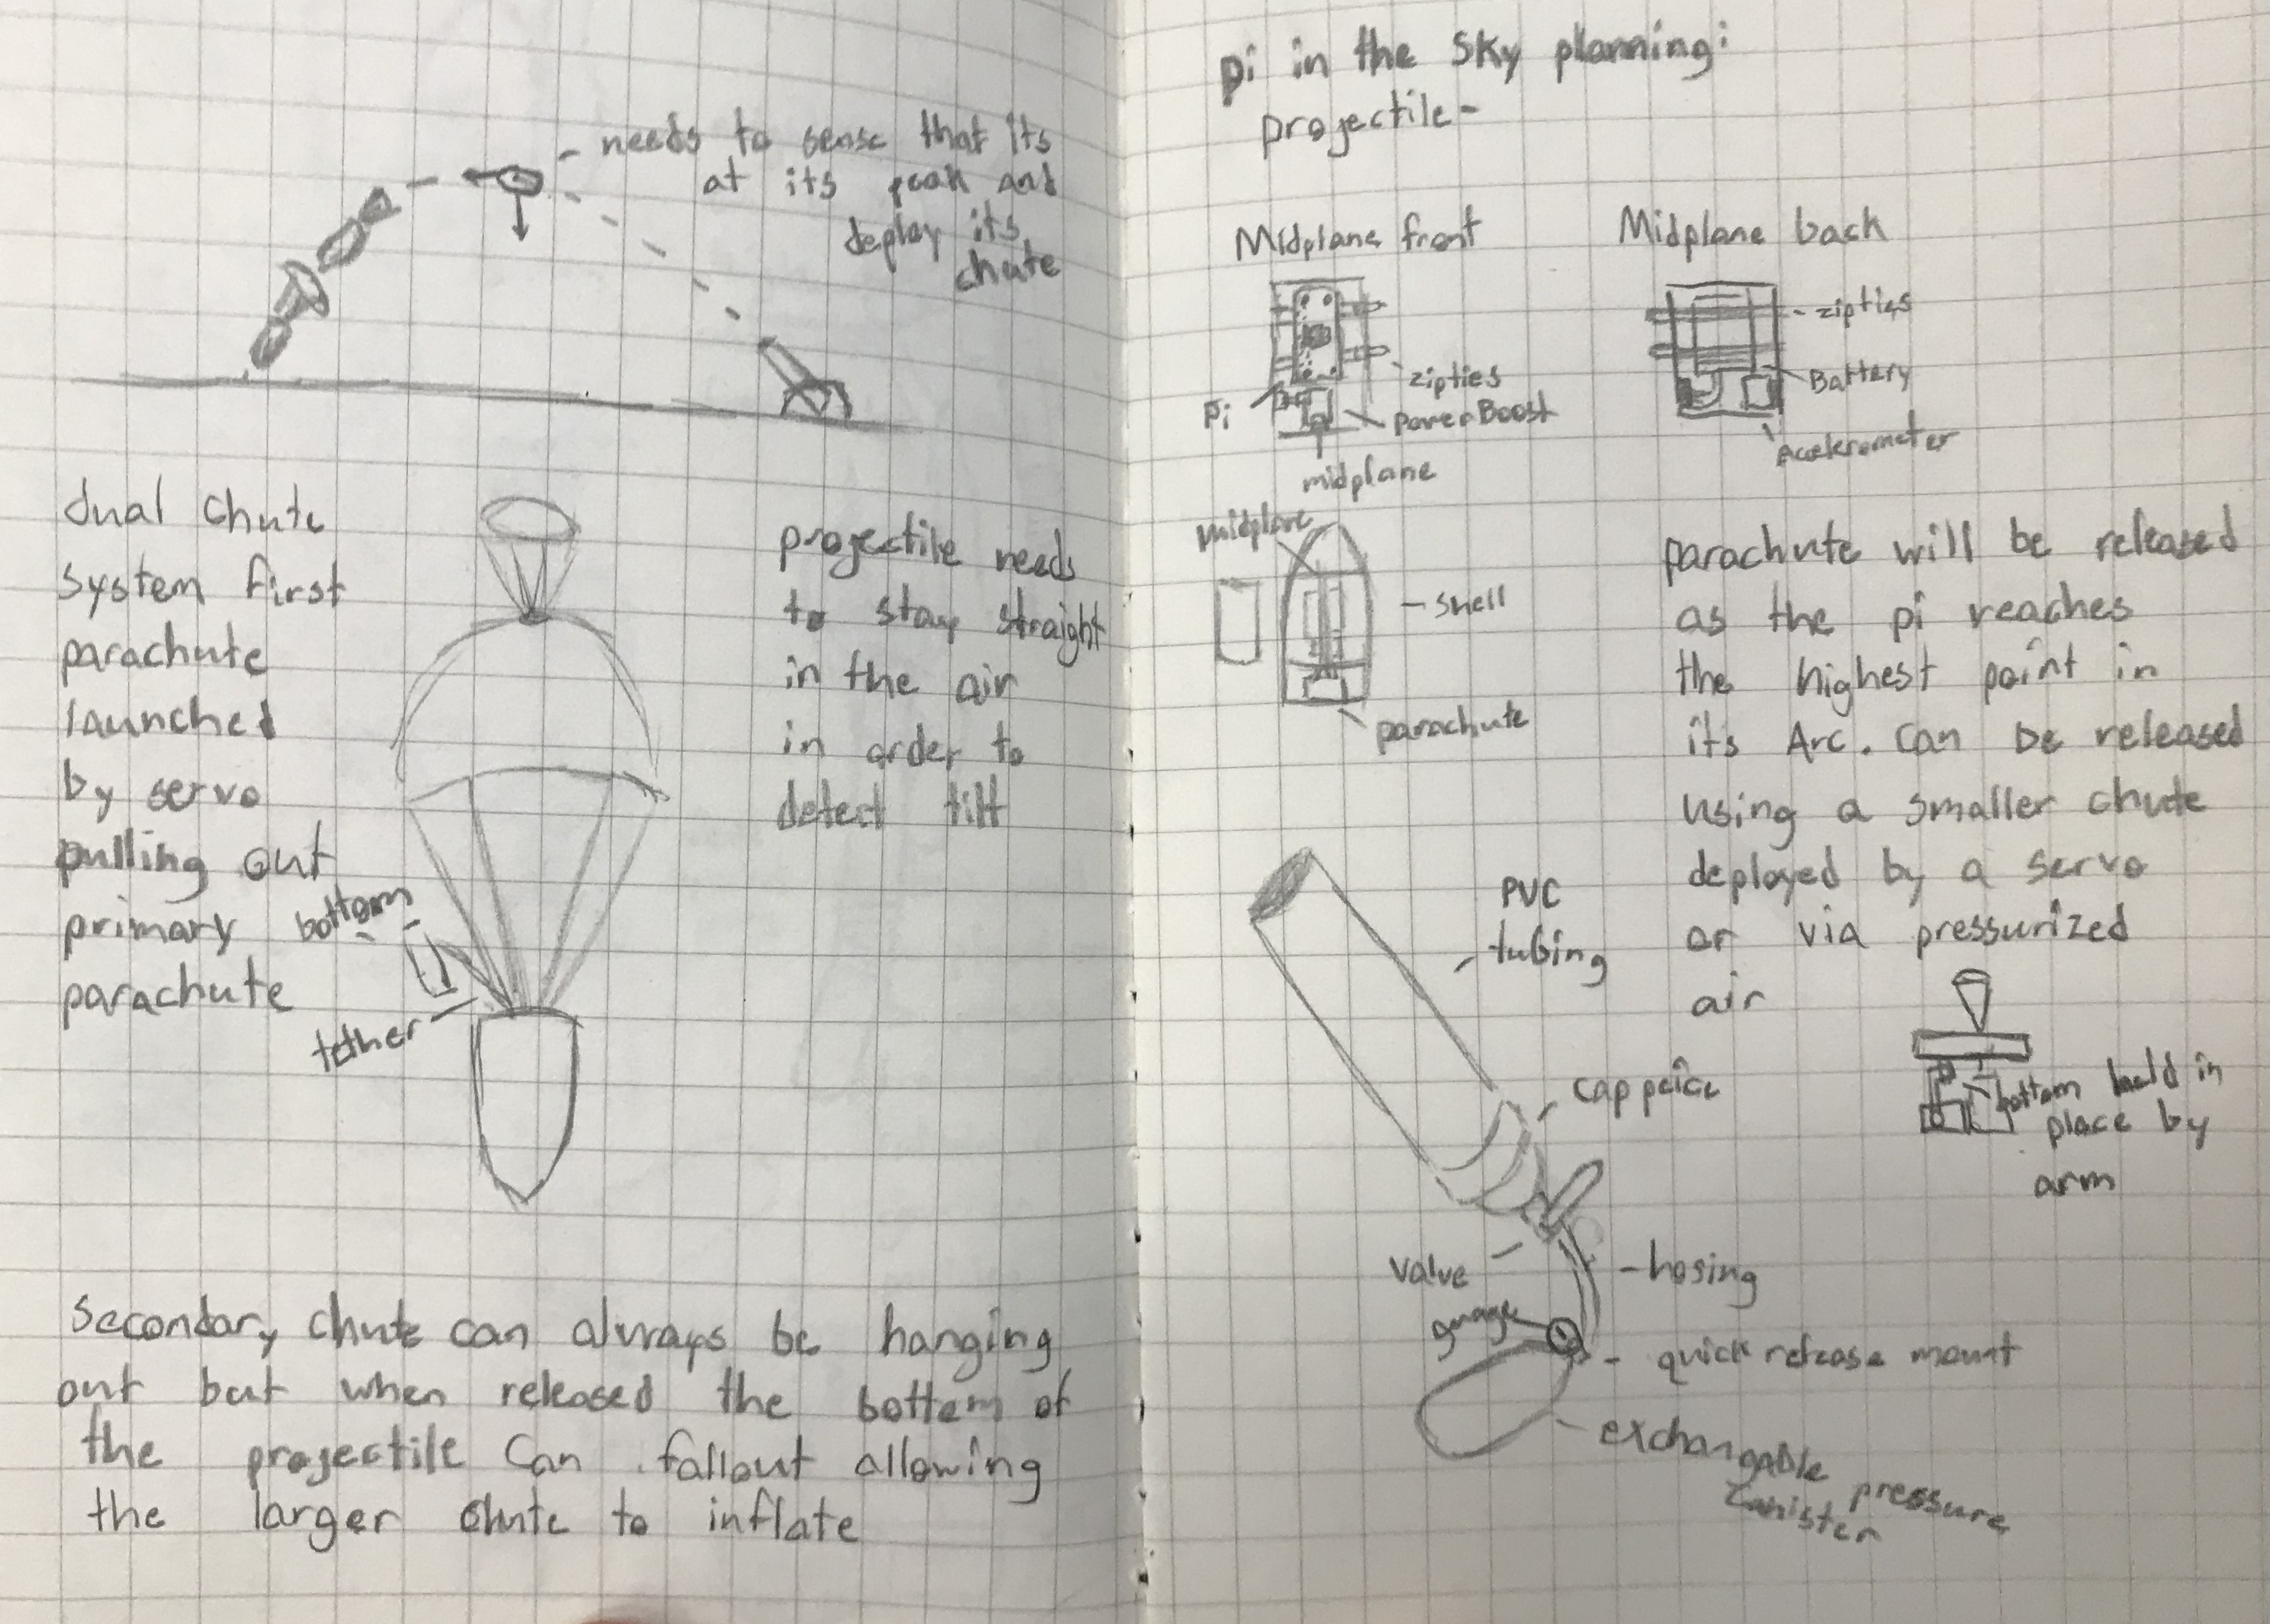 needs to sense that its
at its peak and
deploy its
chute
dual chute
system first
parachute
launched
by servo
pulling out
primary
parachute
bottom
tether
projectile needs
to stay straight
in the air
in order to
detect tilt
Secondary chute can always be hanging
out but when released the bottom of
the projectile can fallout allowing
the larger chute to inflate
Pi in the Sky planning:
projectile-
Midplane front
zipties
Pi
PowerBoost
midplane
Midplane back
zipties
Battery
Accelerometer
midplane
shell
parachute
parachute will be released
as the pi reaches
the highest point in
its Arc. Can be released
using a smaller chute
deployed by a servo
or via pressurized
air
bottom held in
place by
arm
PVC
tubing
cap peice
valve
hosing
guage
quick release mount
exchangable pressure
canister